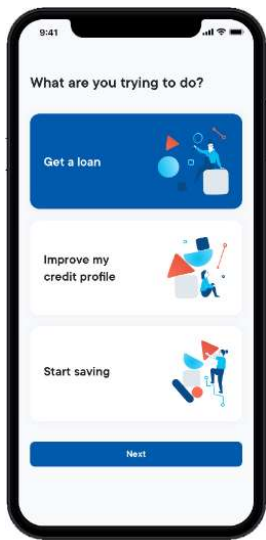 9:41
What are you trying to do?
Get a loan
Improve my
credit profile
Start saving
Next